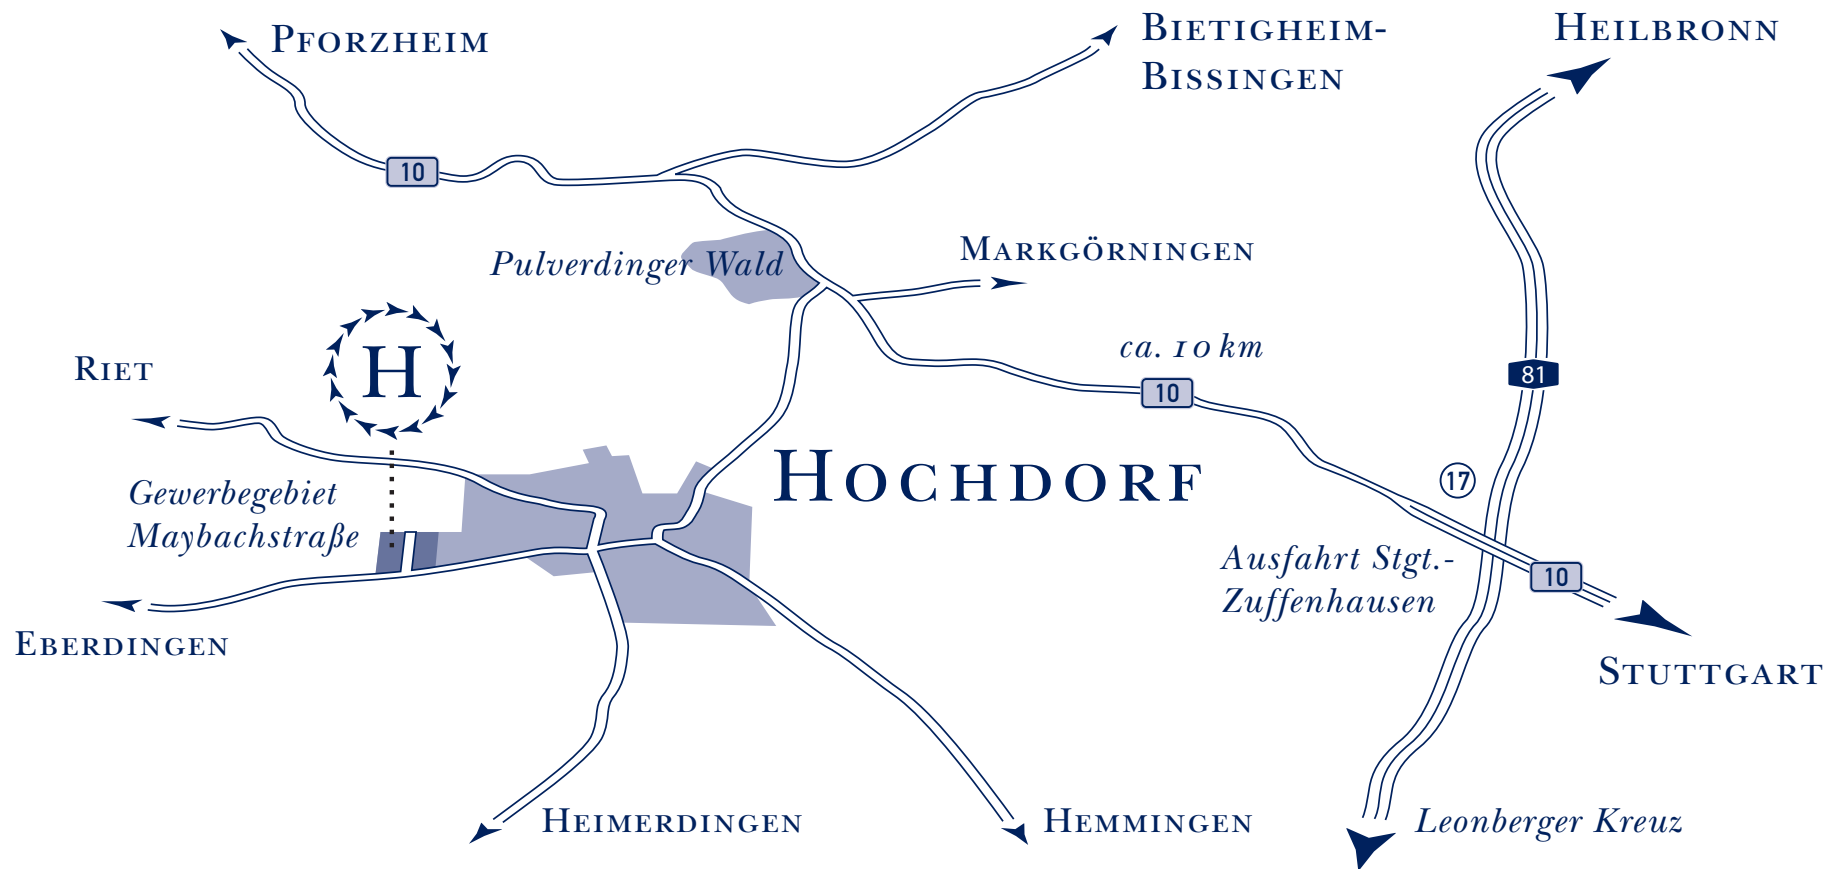 Pforzheim
Bietigheim-
Bissingen
Heilbronn
10
Pulverdinger Wald
Markgörningen
ca. 10 km
Riet
H
81
10
Hochdorf
17
Gewerbegebiet
Maybachstraße
Ausfahrt Stgt.-
Zuffenhausen
10
Eberdingen
Stuttgart
Heimerdingen
Hemmingen
Leonberger Kreuz